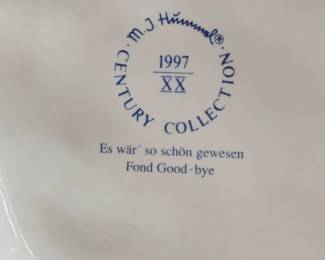 M.J Hummel®
· CENTURY COLLECTION ·
1997
XX
Es wär' so schön gewesen
Fond Good-bye